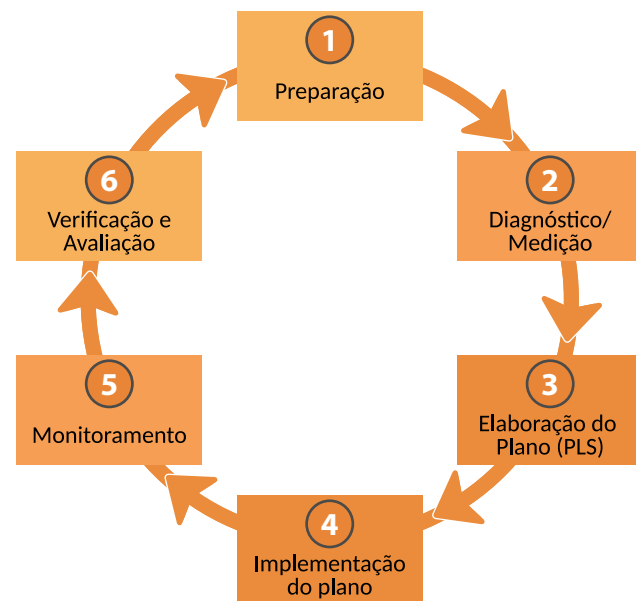 1
Preparação
2
Diagnóstico/
Medição
3
Elaboração do
Plano (PLS)
4
Implementação
do plano
5
Monitoramento
6
Verificação e
Avaliação